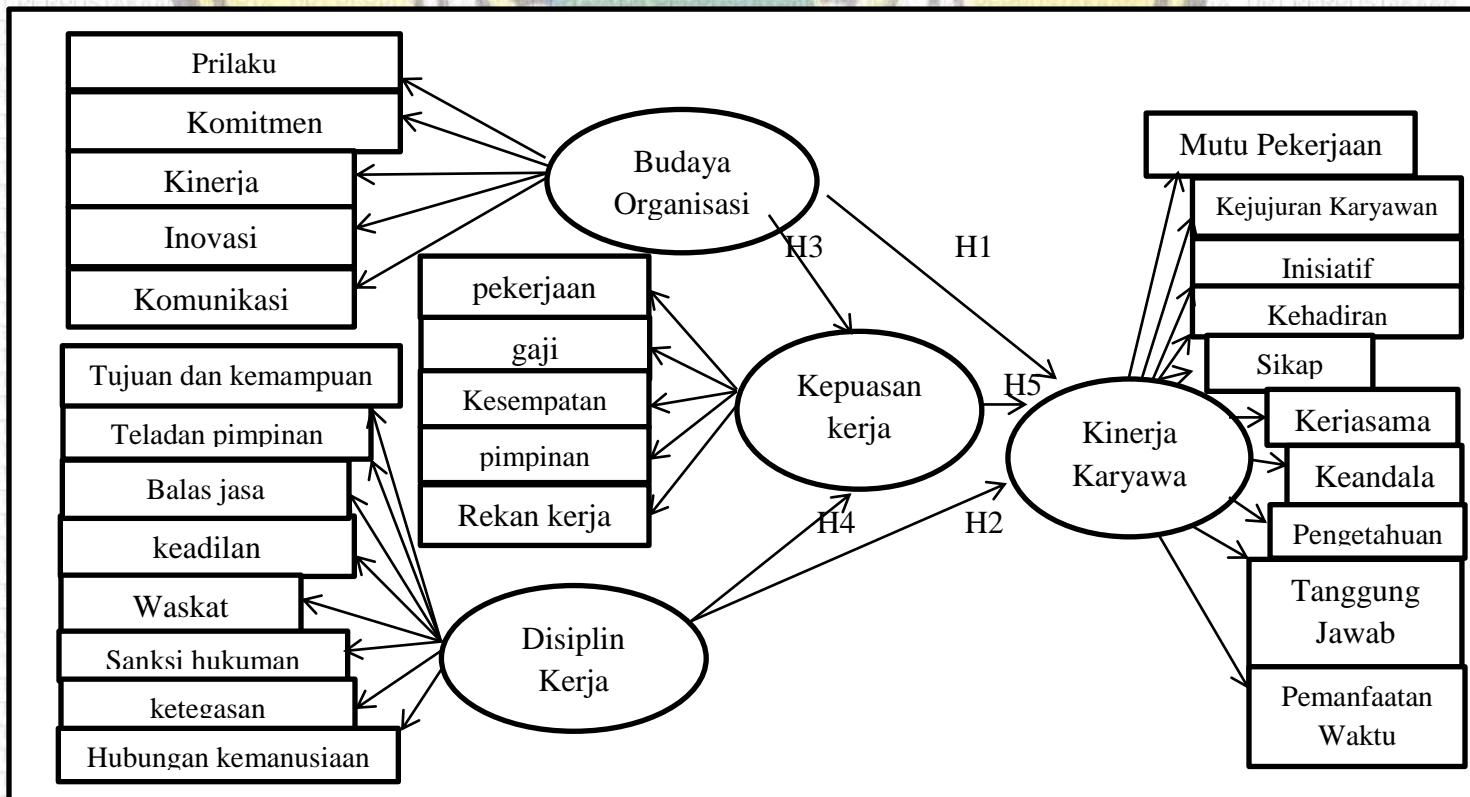 Prilaku
Komitmen
Kinerja
Inovasi
Komunikasi
Budaya
Organisasi
H3
H1
pekerjaan
gaji
Kesempatan
pimpinan
Rekan kerja
Kepuasan
kerja
H5
H4
H2
Tujuan dan kemampuan
Teladan pimpinan
Balas jasa
keadilan
Waskat
Sanksi hukuman
ketegasan
Hubungan kemanusiaan
Disiplin
Kerja
Kinerja
Karyawa
Mutu Pekerjaan
Kejujuran Karyawan
Inisiatif
Kehadiran
Sikap
Kerjasama
Keandala
Pengetahuan
Tanggung
Jawab
Pemanfaatan
Waktu